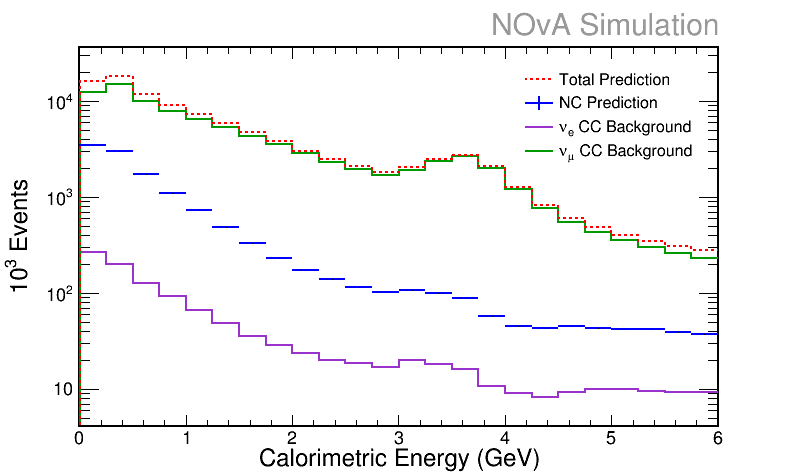 NOvA Simulation
Total Prediction
NC Prediction
νe CC Background
νμ CC Background
10⁴
10³
10²
10
10³ Events
0 1 2 3 4 5 6
Calorimetric Energy (GeV)